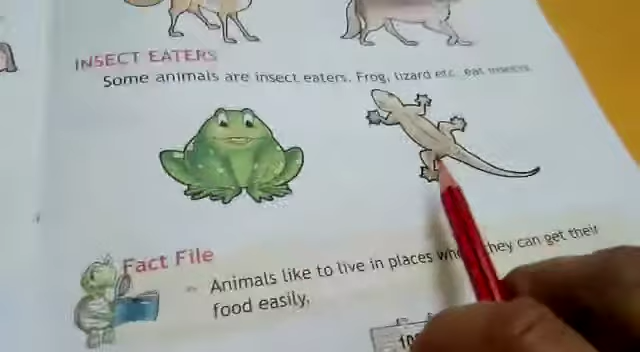 INSECT EATERS
Some animals are insect eaters. Frog, lizard etc. eat insects.
Fact File
Animals like to live in places they can get their
food easily.